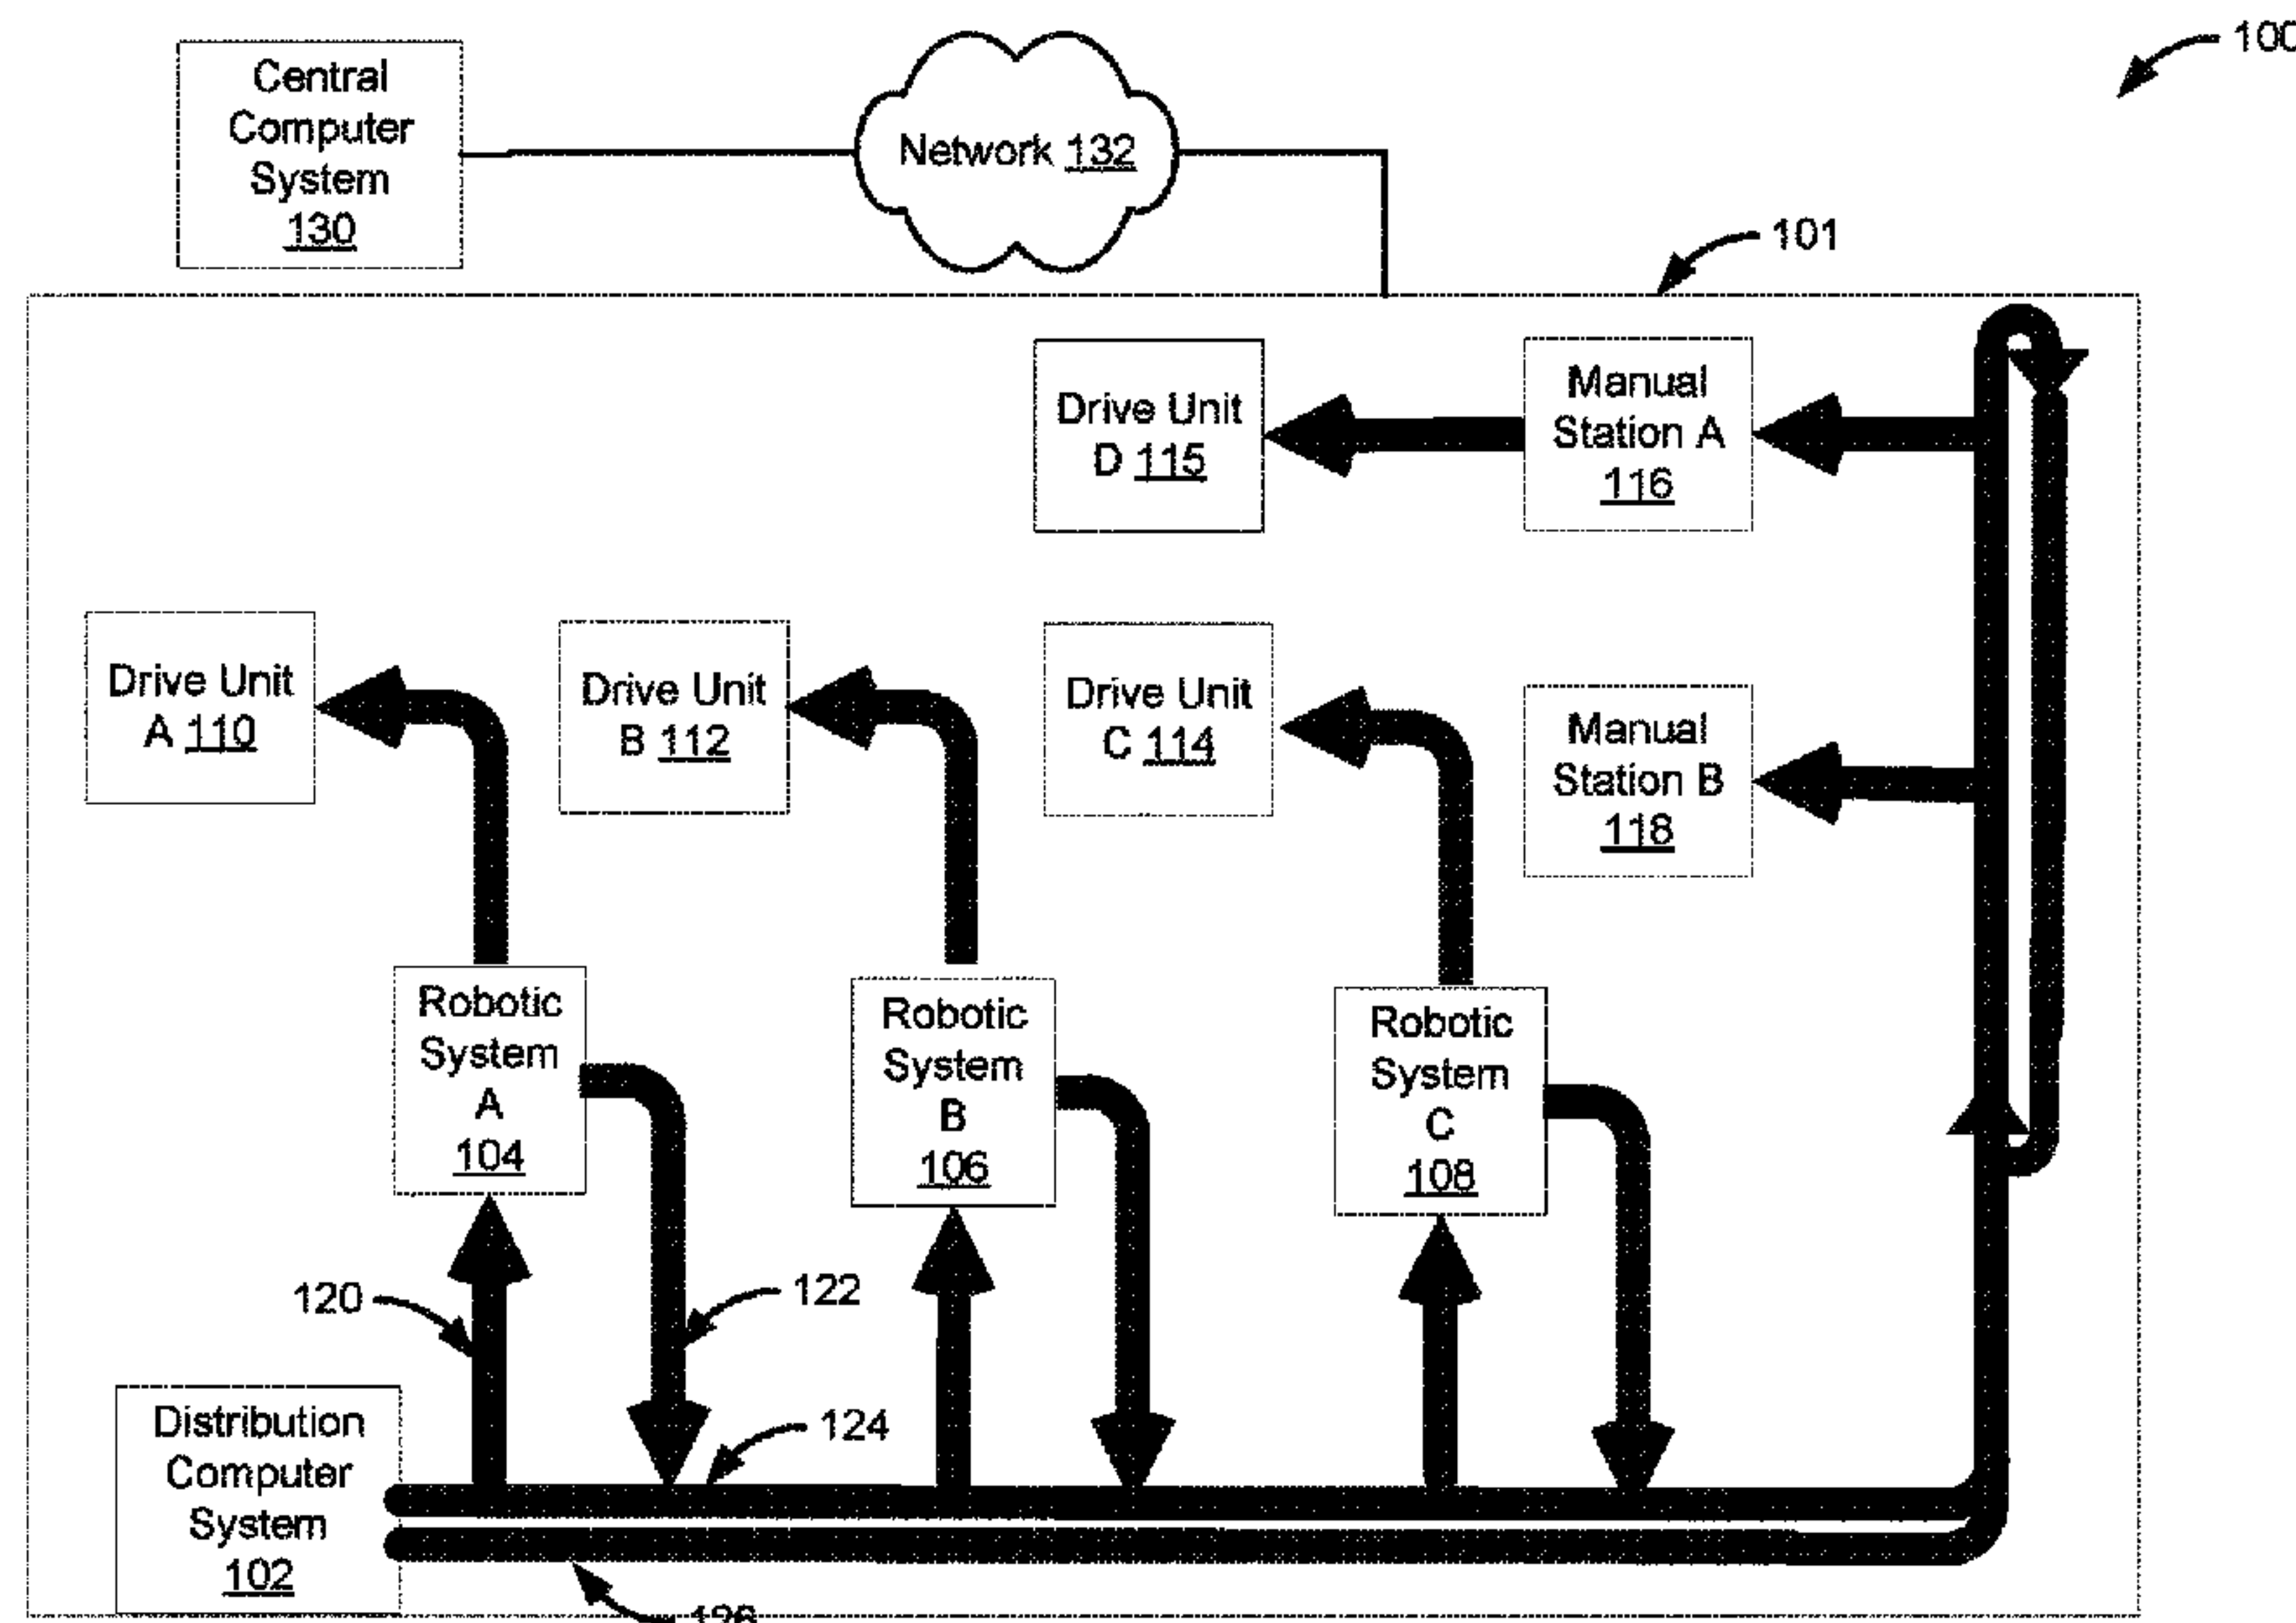 100
Central
Computer
System
130
Network 132
101
Drive Unit
D 115
Manual
Station A
116
Drive Unit
A 110
Drive Unit
B 112
Drive Unit
C 114
Manual
Station B
118
Robotic
System
A
104
Robotic
System
B
106
Robotic
System
C
108
120
122
124
Distribution
Computer
System
102
126